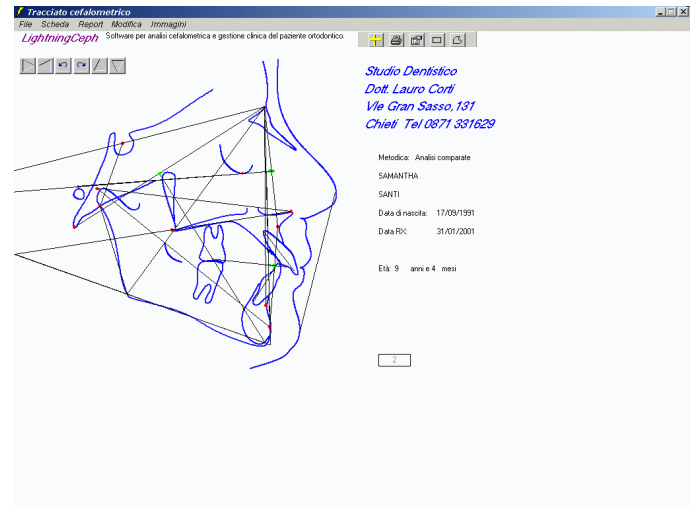 Tracciato cefalometrico
File Scheda Report Modifica Immagini
LightningCeph Software per analisi cefalometrica e gestione clinica del paziente ortodontico.
Studio Dentistico
Dott. Lauro Corti
Vle Gran Sasso,131
Chieti Tel 0871 331629
Metodica: Analisi comparate
SAMANTHA
SANTI
Data di nascita: 17/09/1991
Data RX: 31/01/2001
Età: 9 anni e 4 mesi
2